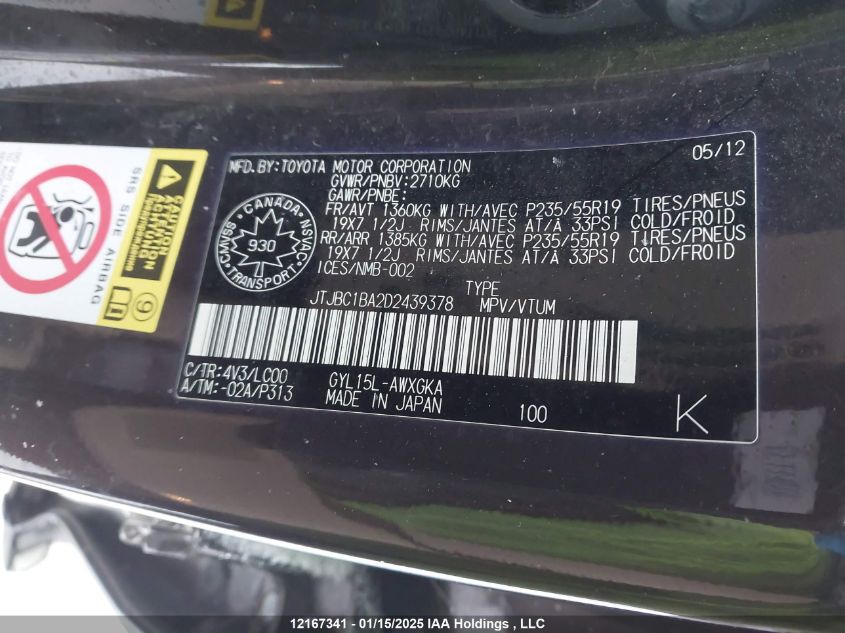 05/12
MFD.BY:TOYOTA MOTOR CORPORATION
GVWR/PNBV:2710KG
GAWR/PNBE:
FR/AVT 1360KG WITH/AVEC P235/55R19 TIRES/PNEUS
19X7 1/2J RIMS/JANTES AT/À 33PSI COLD/FROID
RR/ARR 1385KG WITH/AVEC P235/55R19 TIRES/PNEUS
19X7 1/2J RIMS/JANTES AT/À 33PSI COLD/FROID
ICES/NMB-002
CANADA
930
TRANSPORT
TYPE
JTJBC1BA2D2439378 MPV/VTUM
C/TR:4V3/LC00 GYL15L-AWXGKA
A/TM:-02A/P313 MADE IN JAPAN
100
K
SRS SIDE AIRBAG
CAUTION
12167341 - 01/15/2025 IAA Holdings , LLC